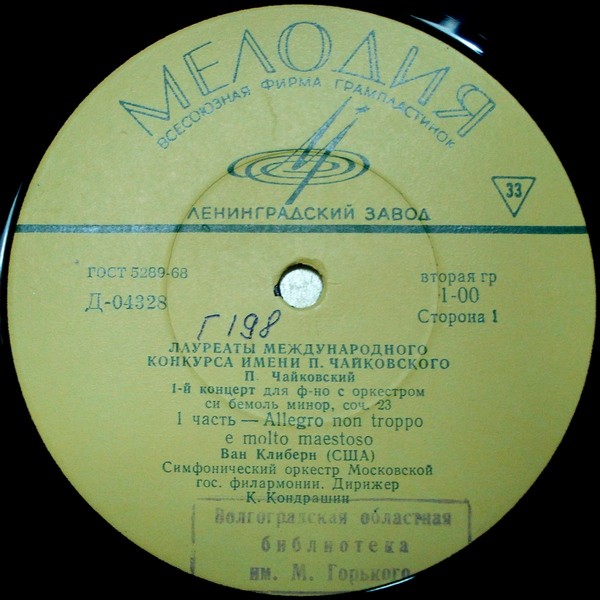 МЕЛОДИЯ
ВСЕСОЮЗНАЯ ФИРМА ГРАМПЛАСТИНОК
33
ЛЕНИНГРАДСКИЙ ЗАВОД
ГОСТ 5289-68
вторая гр
Д-04328
1-00
Сторона 1
Г 198
ЛАУРЕАТЫ МЕЖДУНАРОДНОГО
КОНКУРСА ИМЕНИ П. ЧАЙКОВСКОГО
П. Чайковский
1-й концерт для ф-но с оркестром
си бемоль минор, соч. 23
1 часть — Allegro non troppo
e molto maestoso
Ван Клиберн (США)
Симфонический оркестр Московской
гос. филармонии. Дирижер
К. Кондрашин
Волгоградская областная
библиотека
им. М. Горького